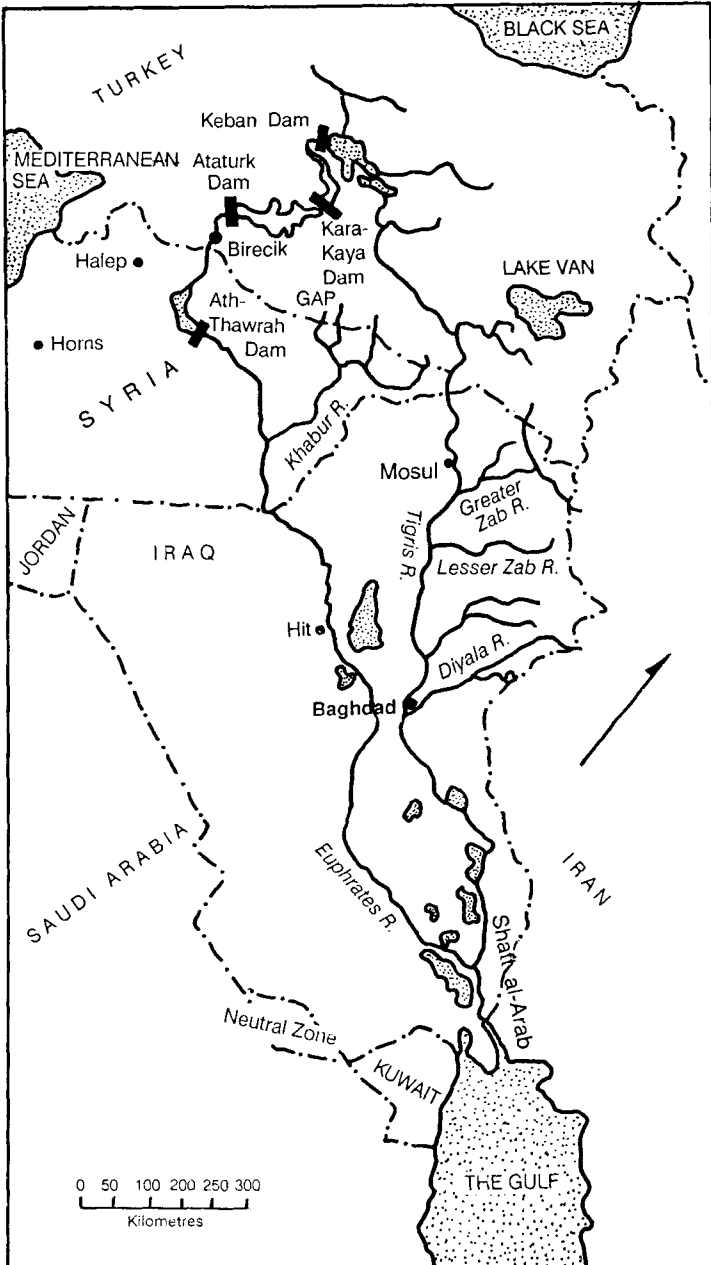 BLACK SEA
TURKEY
Keban Dam
MEDITERRANEAN
SEA
Ataturk
Dam
Kara-
Kaya
Dam
Birecik
Halep
LAKE VAN
GAP
Ath-
Thawrah
Dam
Horns
SYRIA
Khabur R.
Mosul
Greater
Zab R.
Tigris R.
JORDAN
IRAQ
Lesser Zab R.
Hit
Diyala R.
Baghdad
SAUDI ARABIA
Euphrates R.
IRAN
Shaft al-Arab
Neutral Zone
KUWAIT
THE GULF
0 50 100 200 250 300
Kilometres